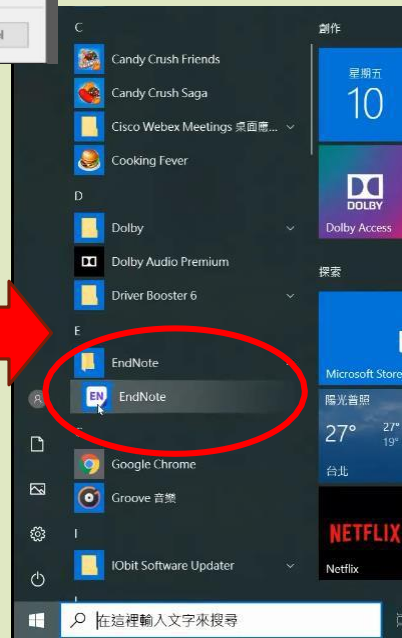 C
Candy Crush Friends
Candy Crush Saga
Cisco Webex Meetings 桌面應...
Cooking Fever
D
Dolby
Dolby Audio Premium
Driver Booster 6
E
EndNote
EN EndNote
Google Chrome
Groove 音樂
I
IObit Software Updater
在這裡輸入文字來搜尋
創作
星期五
10
DOLBY
Dolby Access
探索
Microsoft Store
陽光普照
27°
27°
19°
台北
NETFLIX
Netflix